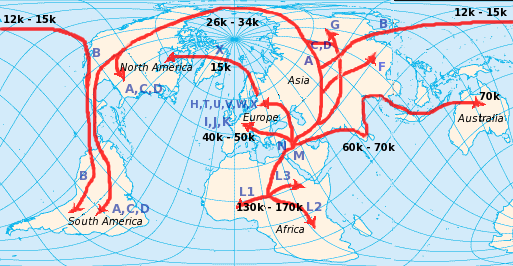 12k - 15k
26k - 34k
G
B
12k - 15k
B
X
C,D
A
F
North America
15k
Asia
A,C,D
70k
H,T,U,V,W,X
Europe
I,J,K
Australia
40k - 50k
N
M
60k - 70k
B
L3
L1
A,C,D
130k - 170k
L2
South America
Africa